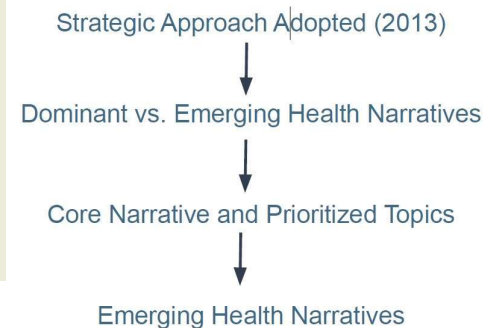 Strategic Approach Adopted (2013)
Dominant vs. Emerging Health Narratives
Core Narrative and Prioritized Topics
Emerging Health Narratives